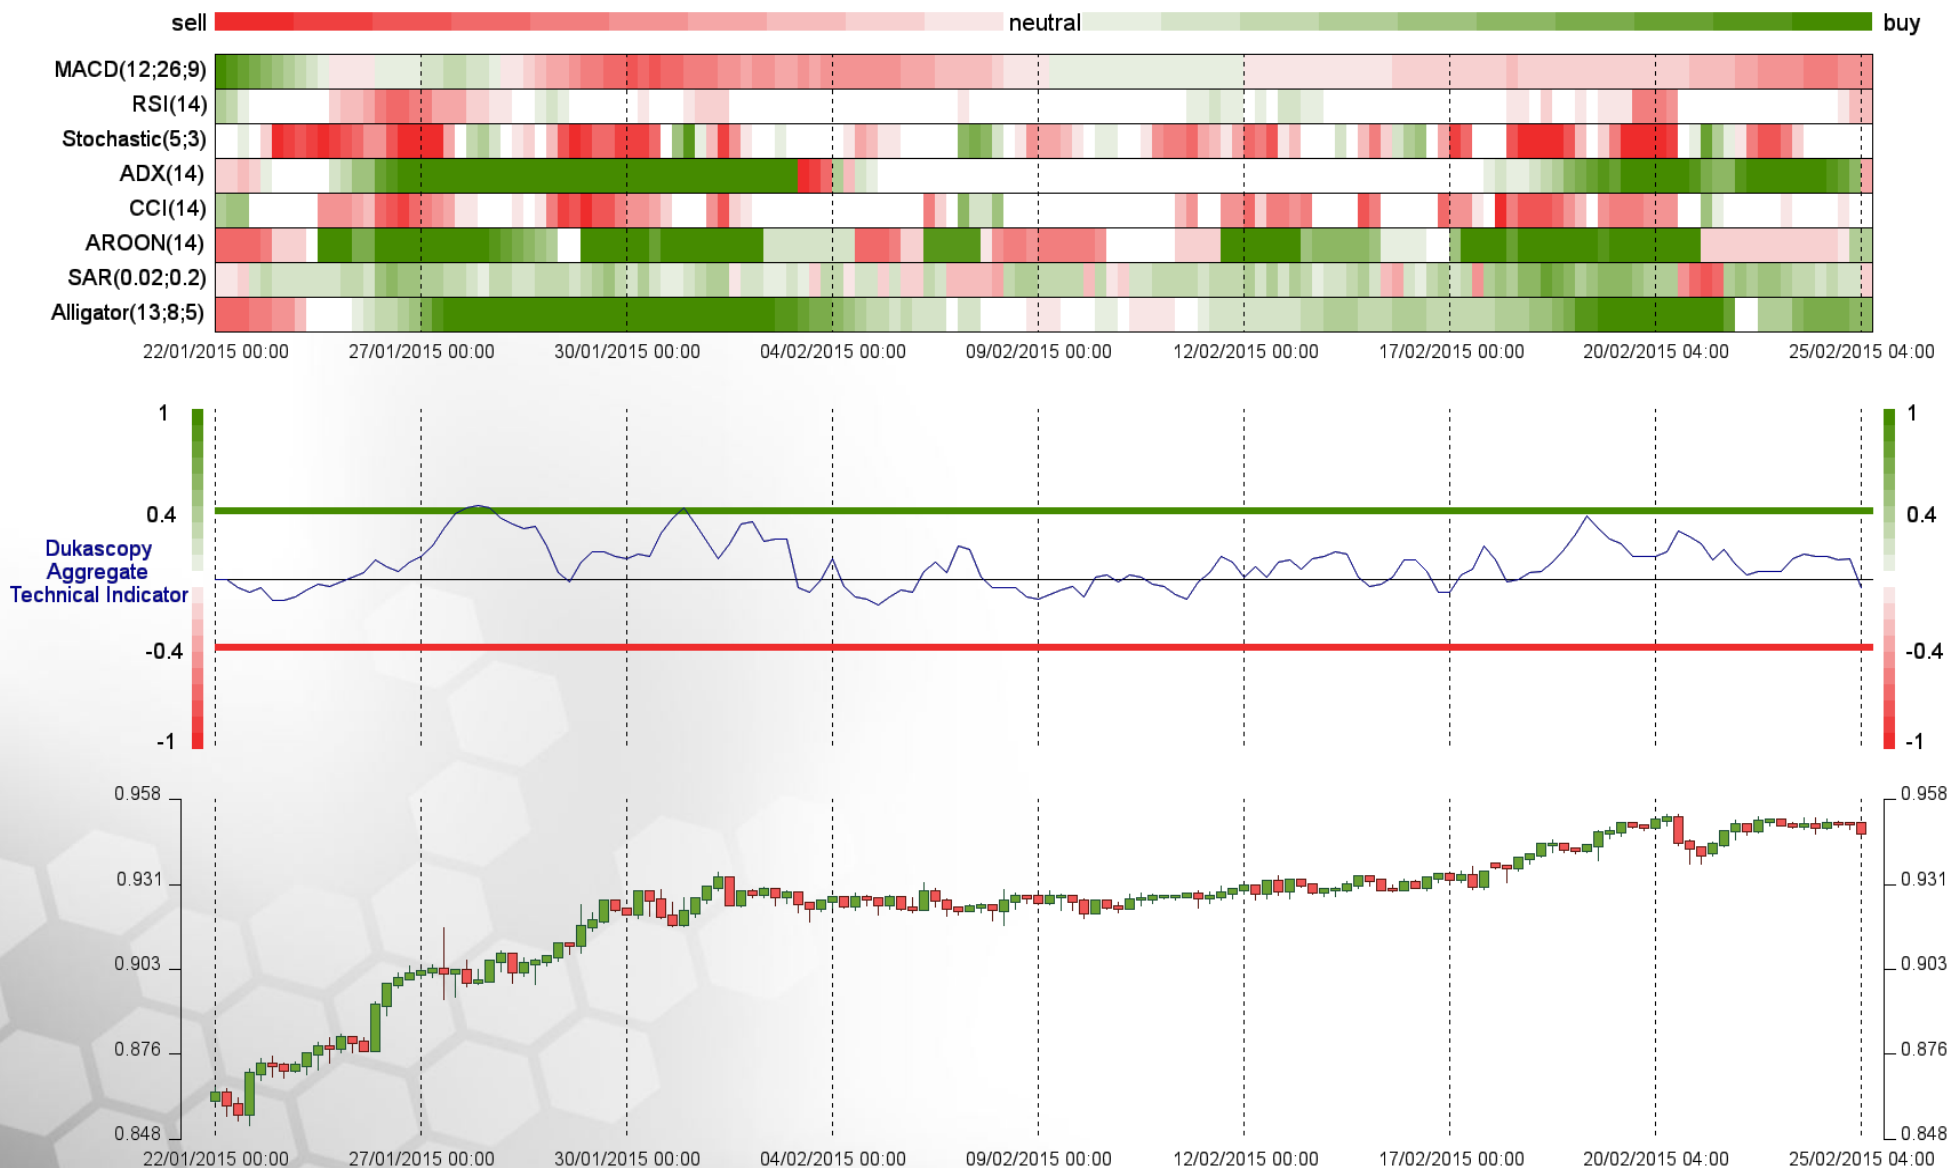 sell neutral buy
MACD(12;26;9)
RSI(14)
Stochastic(5;3)
ADX(14)
CCI(14)
AROON(14)
SAR(0.02;0.2)
Alligator(13;8;5)
22/01/2015 00:00 27/01/2015 00:00 30/01/2015 00:00 04/02/2015 00:00 09/02/2015 00:00 12/02/2015 00:00 17/02/2015 00:00 20/02/2015 04:00 25/02/2015 04:00
1 1
0.4 0.4
Dukascopy
Aggregate
Technical Indicator
-0.4 -0.4
-1 -1
0.958 0.958
0.931 0.931
0.903 0.903
0.876 0.876
0.848 0.848
22/01/2015 00:00 27/01/2015 00:00 30/01/2015 00:00 04/02/2015 00:00 09/02/2015 00:00 12/02/2015 00:00 17/02/2015 00:00 20/02/2015 04:00 25/02/2015 04:00